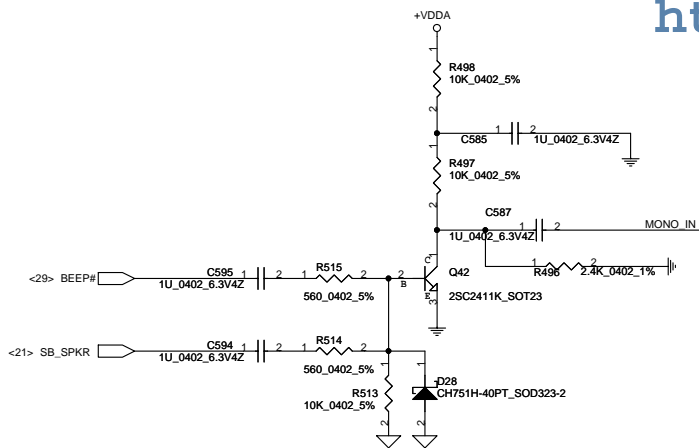 ht
+VDDA
1
R498
10K_0402_5%
2
1
C585
1 2
1U_0402_6.3V4Z
R497
10K_0402_5%
2
C587
1 2
1U_0402_6.3V4Z
MONO_IN
1 2
R496
2.4K_0402_1%
<29> BEEP#
C595
1 2
1U_0402_6.3V4Z
R515
1 2
560_0402_5%
2
B
C
1
E
3
Q42
2SC2411K_SOT23
<21> SB_SPKR
C594
1 2
1U_0402_6.3V4Z
R514
1 2
560_0402_5%
1
R513
10K_0402_5%
2
1
D28
CH751H-40PT_SOD323-2
2